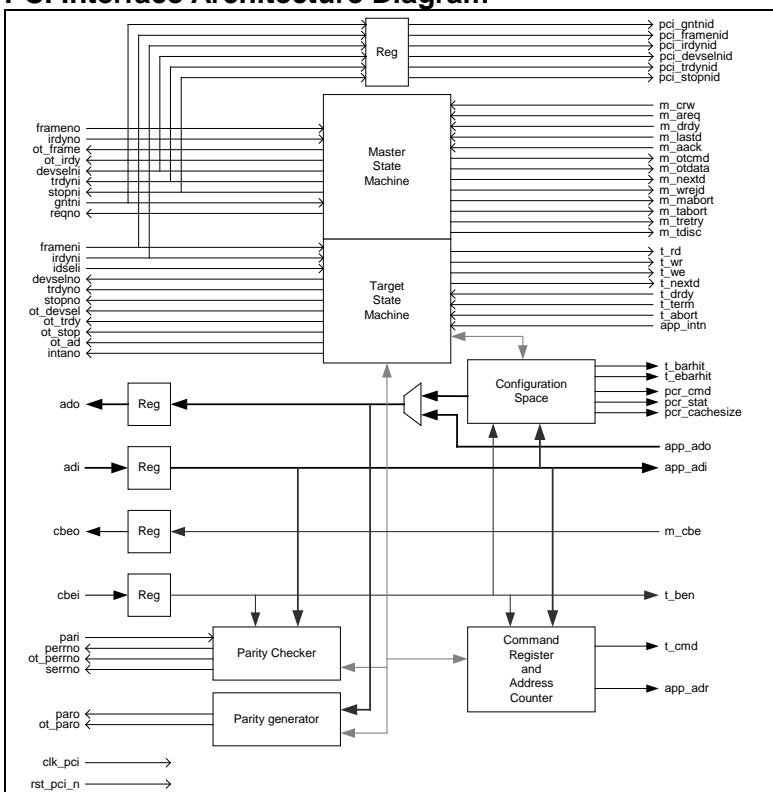 PCI Interface Architecture Diagram
Reg
pci_gntnid
pci_framenid
pci_irdynid
pci_devselnid
pci_trdynid
pci_stopnid
frameno
irdyno
ot_frame
ot_irdy
devselni
trdyni
stopni
gntni
reqno
Master
State
Machine
m_crw
m_areq
m_drdy
m_lastd
m_aack
m_otcmd
m_otdata
m_nextd
m_wrejd
m_mabort
m_tabort
m_tretry
m_tdisc
frameni
irdyni
idseli
devselno
trdyno
stopno
ot_devsel
ot_trdy
ot_stop
ot_ad
intano
Target
State
Machine
t_rd
t_wr
t_we
t_nextd
t_drdy
t_term
t_abort
app_intn
Configuration
Space
t_barhit
t_ebarhit
pcr_cmd
pcr_stat
pcr_cachesize
ado
Reg
app_ado
adi
Reg
app_adi
cbeo
Reg
m_cbe
cbei
Reg
t_ben
pari
perrno
ot_perrno
serrno
Parity Checker
Command
Register
and
Address
Counter
t_cmd
app_adr
paro
ot_paro
Parity generator
clk_pci
rst_pci_n